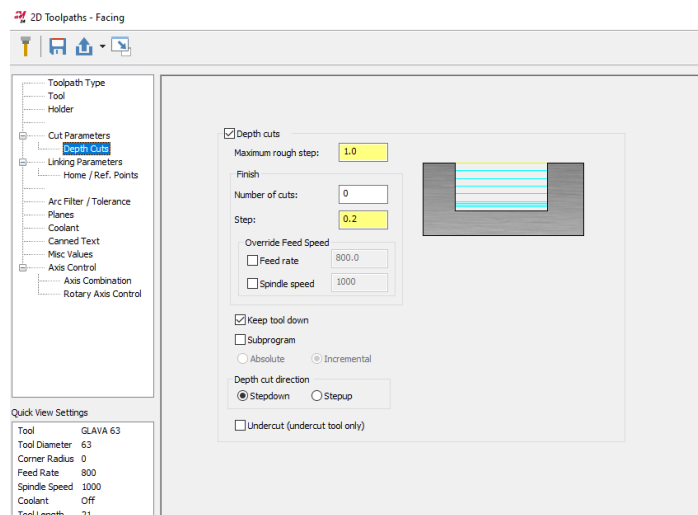 2D Toolpaths - Facing
Toolpath Type
Tool
Holder
Cut Parameters
Depth Cuts
Linking Parameters
Home / Ref. Points
Arc Filter / Tolerance
Planes
Coolant
Canned Text
Misc Values
Axis Control
Axis Combination
Rotary Axis Control
Quick View Settings
Tool GLAVA 63
Tool Diameter 63
Corner Radius 0
Feed Rate 800
Spindle Speed 1000
Coolant Off
Tool Length 21
Depth cuts
Maximum rough step: 1.0
Finish
Number of cuts: 0
Step: 0.2
Override Feed Speed
Feed rate 800.0
Spindle speed 1000
Keep tool down
Subprogram
Absolute Incremental
Depth cut direction
Stepdown Stepup
Undercut (undercut tool only)